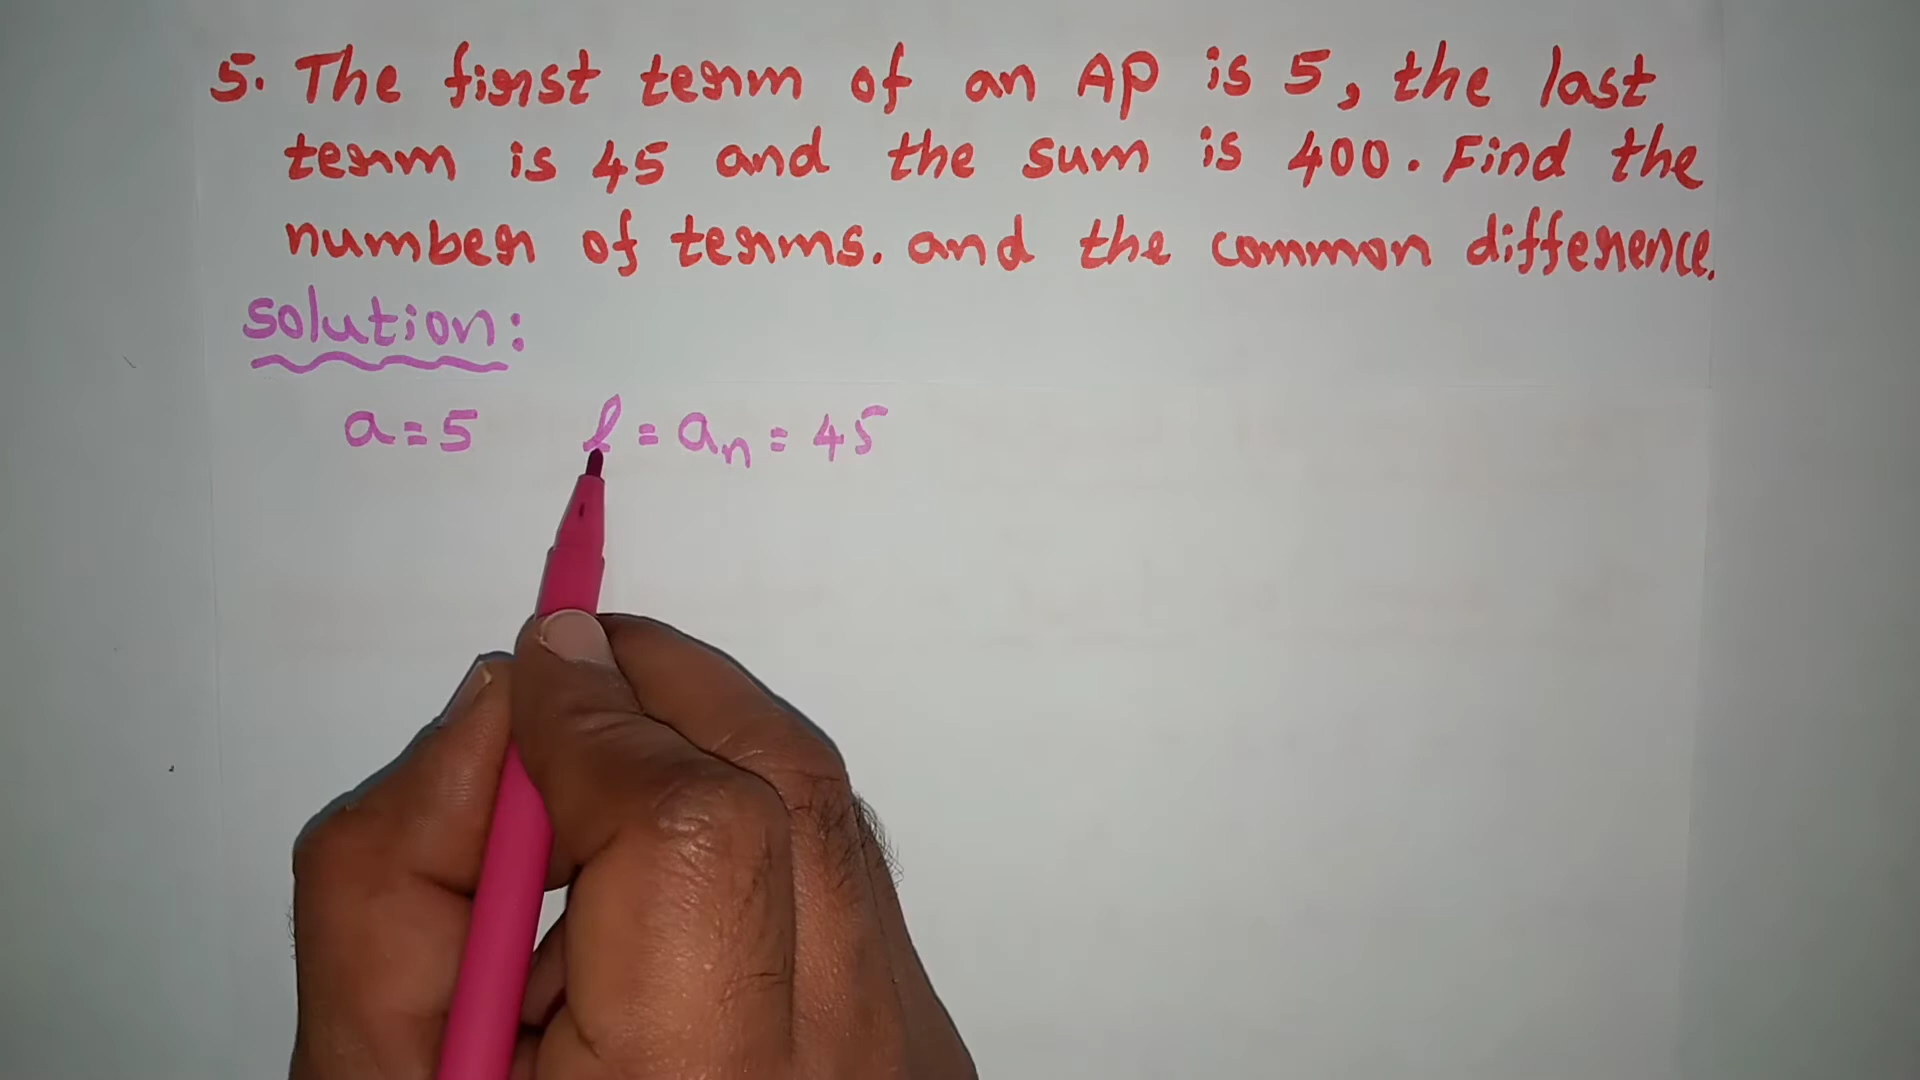 5. The first term of an AP is 5, the last
term is 45 and the sum is 400. Find the
number of terms. and the common difference.
Solution:
a = 5 l = aₙ = 45